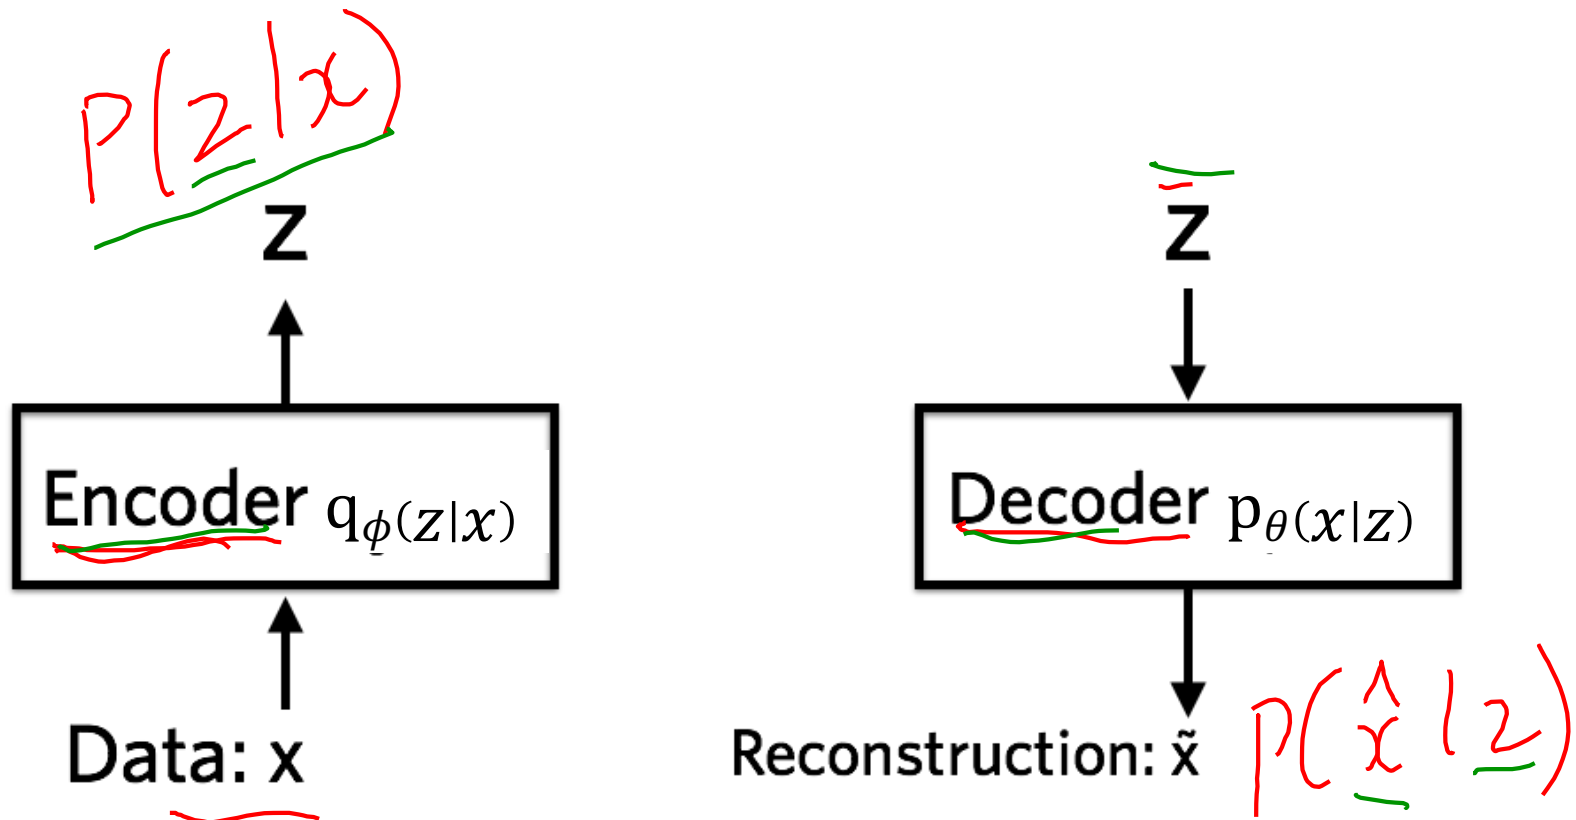 P(z|x)
z
Encoder qϕ(z|x)
Data: x
z
Decoder pθ(x|z)
Reconstruction: x̃
P(x̂|z)